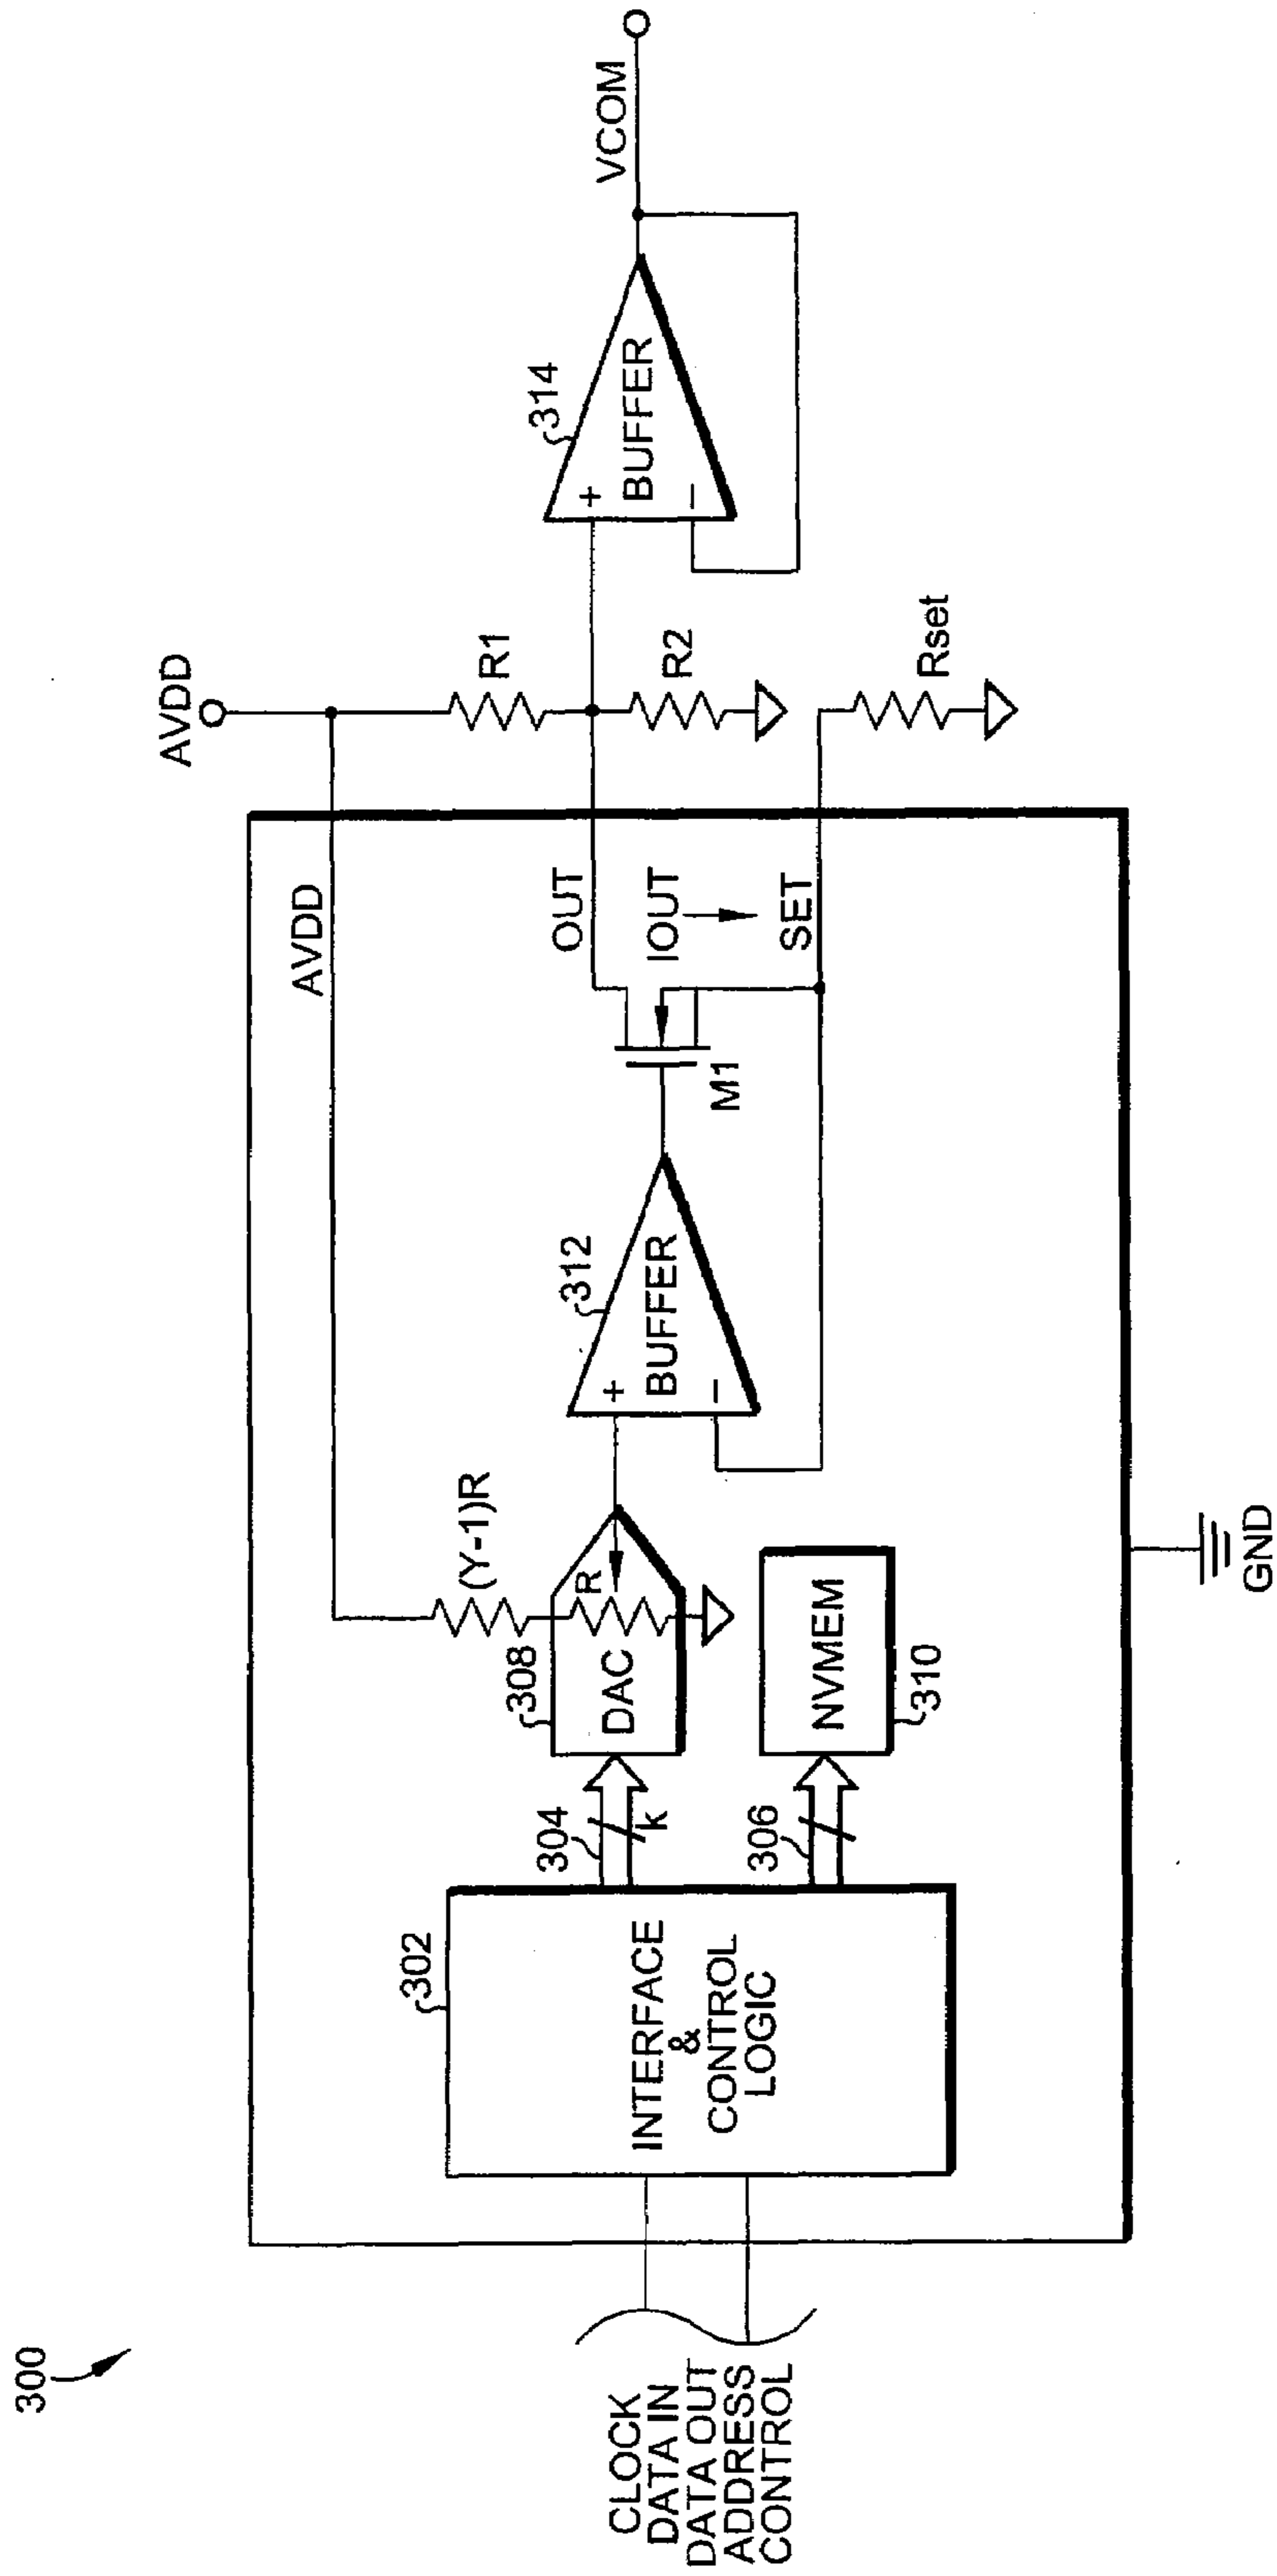 300
CLOCK
DATA IN
DATA OUT
ADDRESS
CONTROL
302
INTERFACE
&
CONTROL
LOGIC
304
k
306
308
DAC
R
(Y-1)R
NVMEM
310
312
+
BUFFER
−
M1
AVDD
OUT
IOUT
SET
GND
AVDD
R1
R2
Rset
314
+
BUFFER
−
VCOM